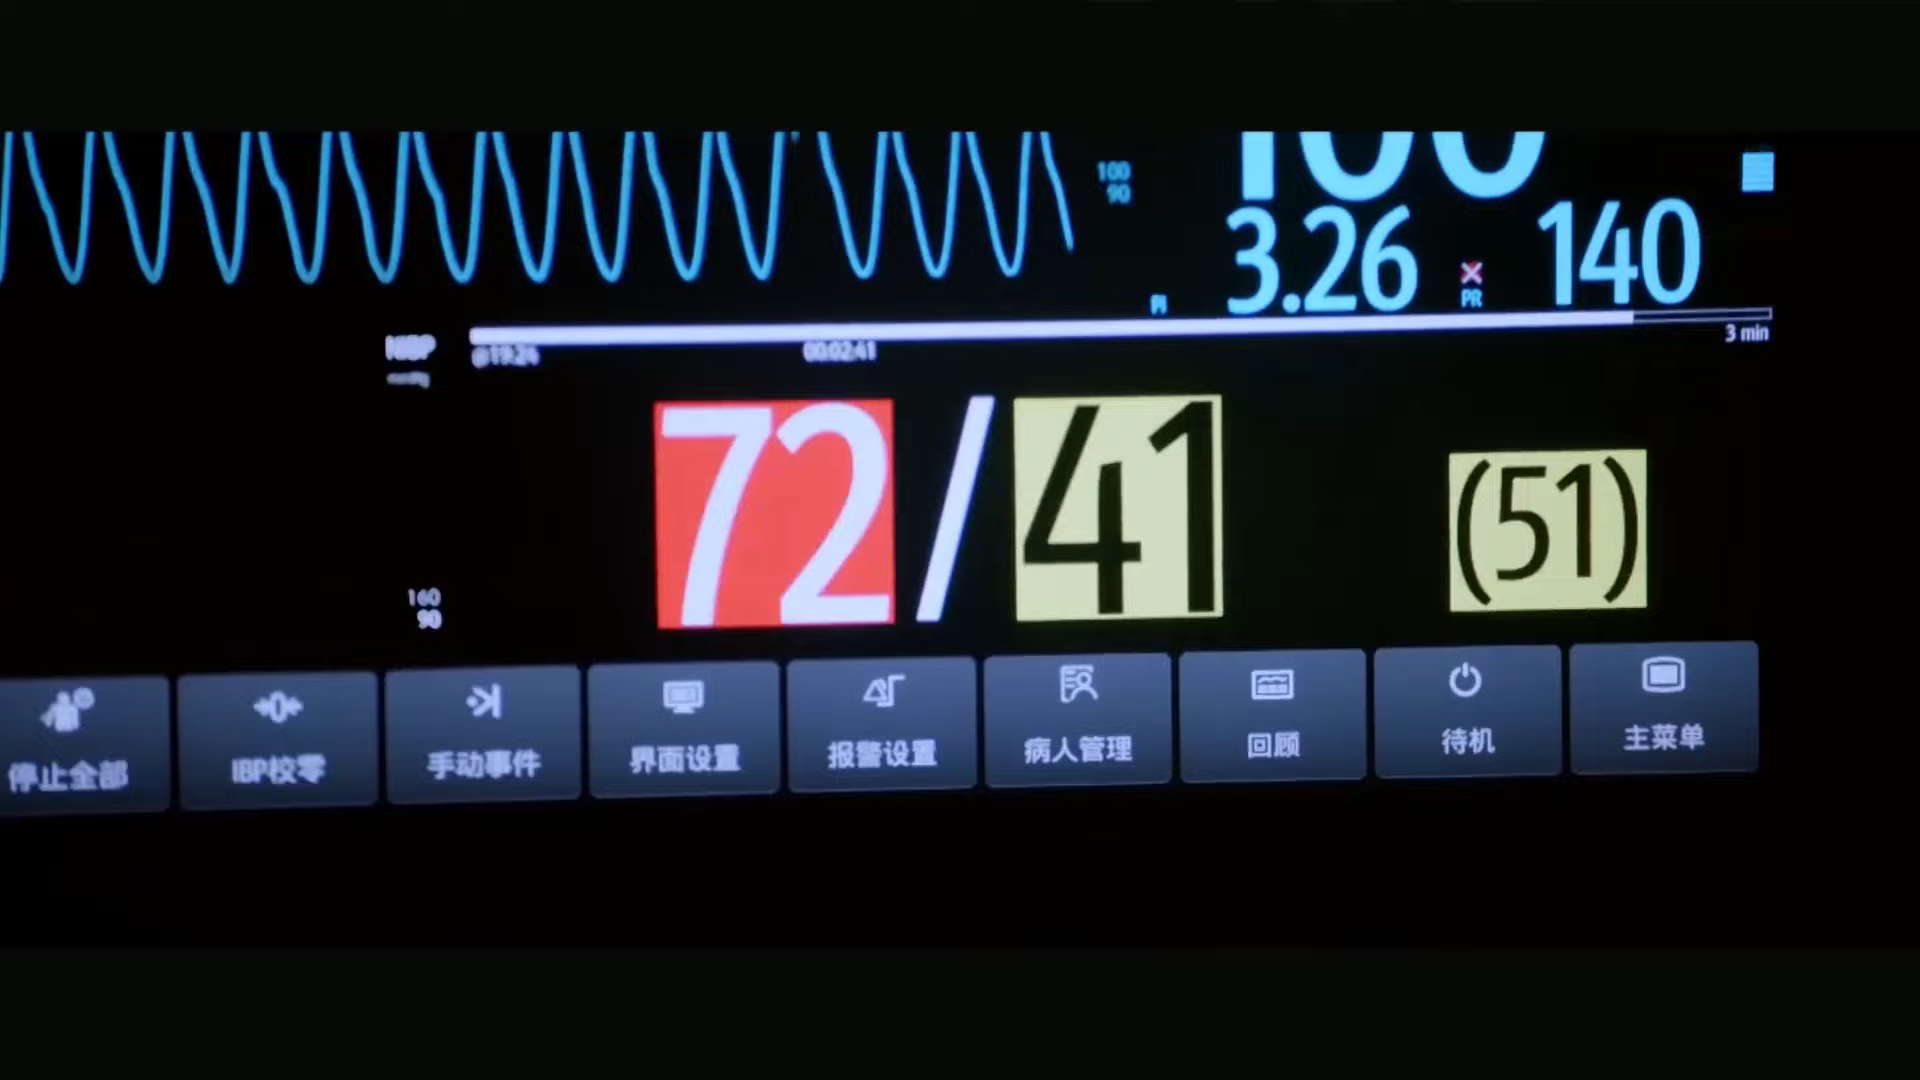 100
100
90
3.26
PR
140
NIBP
@19:24
00:02:41
3 min
72/41
(51)
160
90
停止全部
IBP校零
手动事件
界面设置
报警设置
病人管理
回顾
待机
主菜单